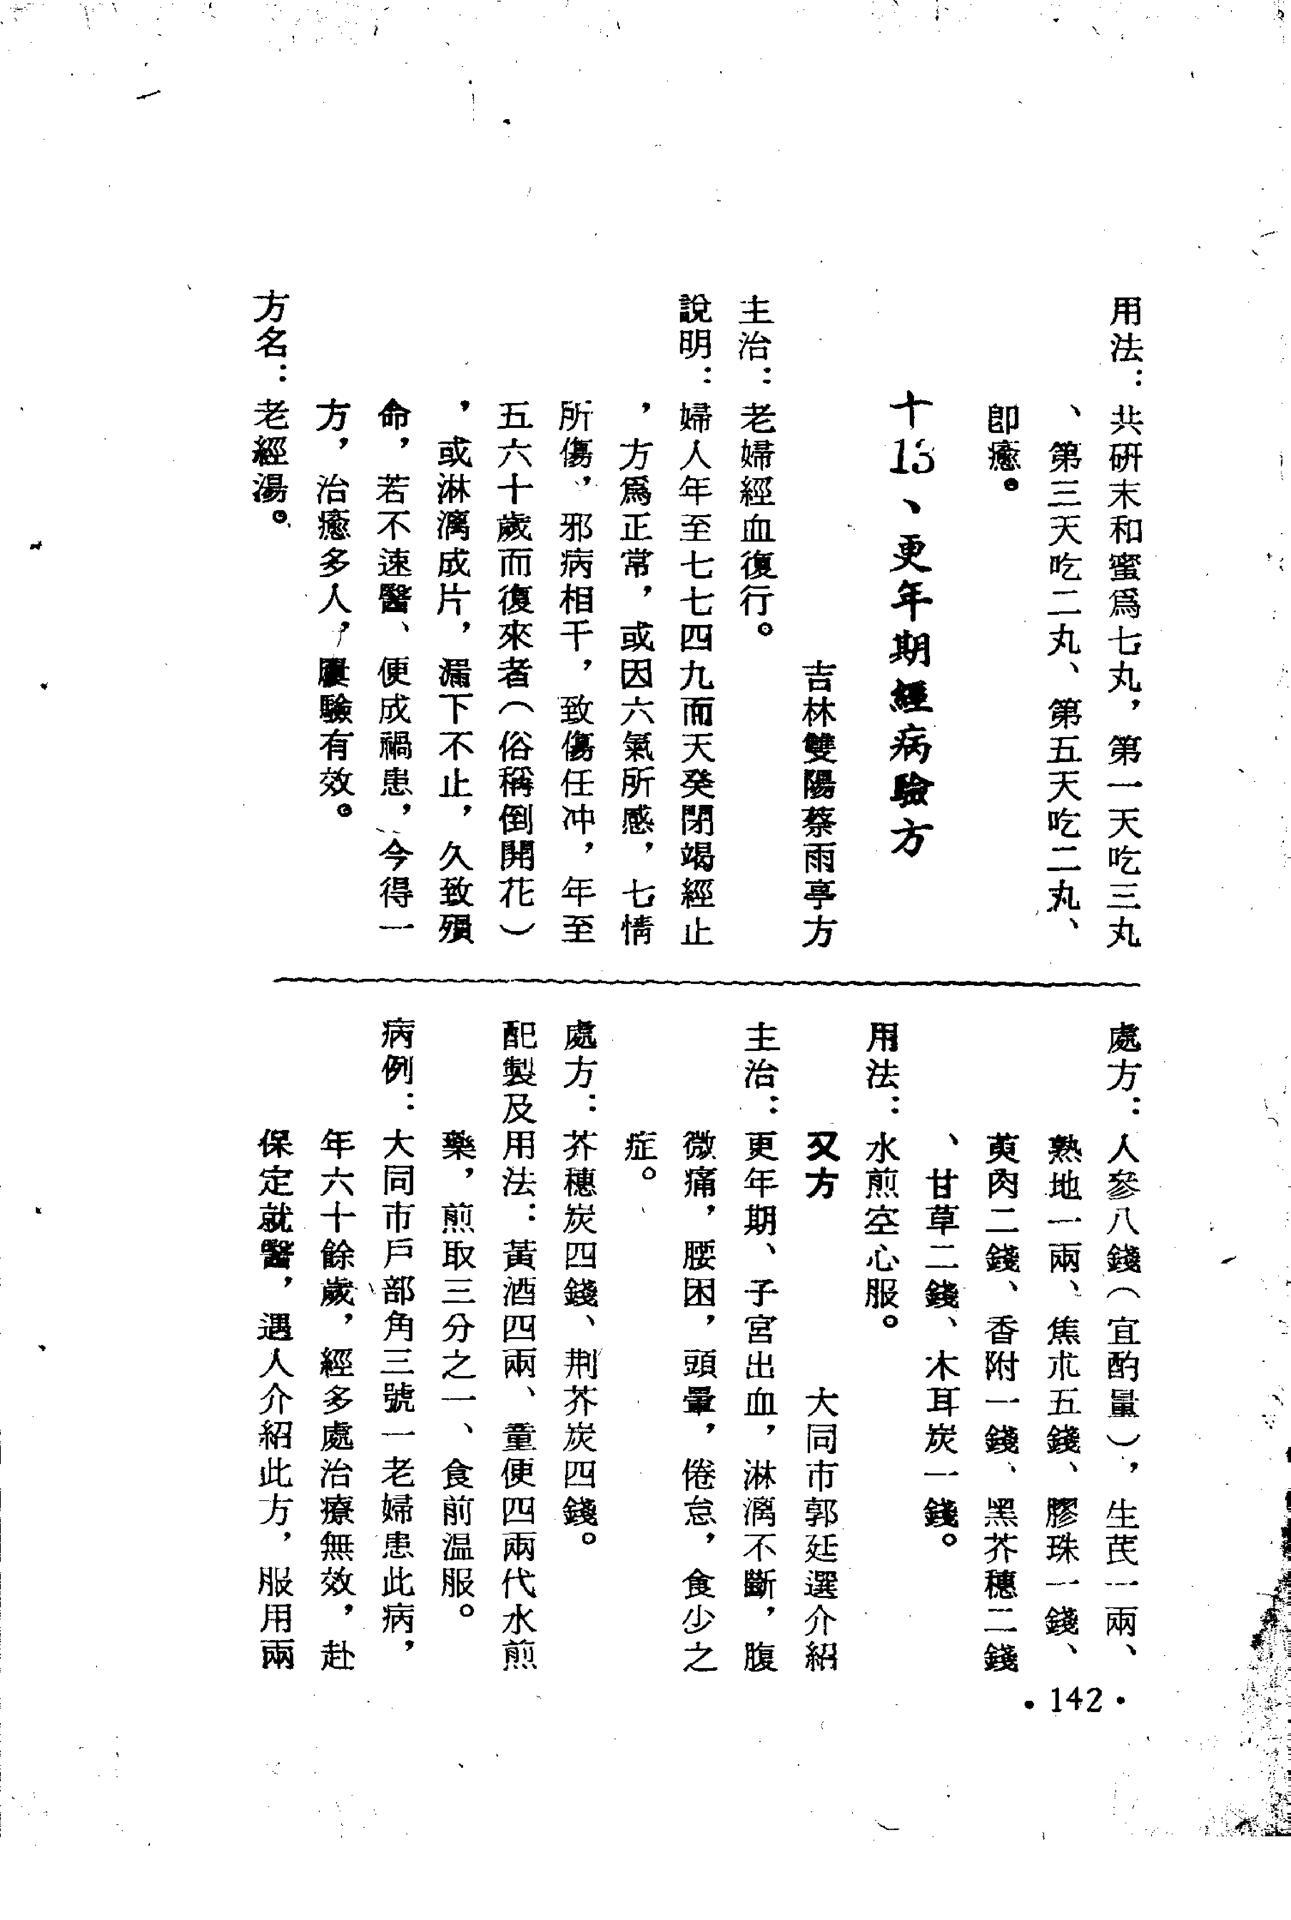 用法：共研末和蜜爲七丸，第一天吃三丸
、第三天吃二丸、第五天吃二丸、
卽癒。
十13、更年期經病驗方
吉林雙陽蔡雨亭方
主治：老婦經血復行。
說明：婦人年至七七四九而天癸閉竭經止
，方爲正常，或因六氣所感，七情
所傷，邪病相干，致傷任冲，年至
五六十歲而復來者（俗稱倒開花）
，或淋漓成片，漏下不止，久致殞
命，若不速醫、便成禍患，今得一
方，治癒多人，屢驗有效。
方名：老經湯。
處方：人參八錢（宜酌量），生芪一兩、
熟地一兩、焦朮五錢、膠珠一錢、
萸肉二錢、香附一錢、黑芥穗二錢
、甘草二錢、木耳炭一錢。
用法：水煎空心服。
又方　大同市郭廷選介紹
主治：更年期、子宮出血，淋漓不斷，腹
微痛，腰困，頭暈，倦怠，食少之
症。
處方：芥穗炭四錢、荆芥炭四錢。
配製及用法：黃酒四兩、童便四兩代水煎
藥，煎取三分之一、食前温服。
病例：大同市戶部角三號一老婦患此病，
年六十餘歲，經多處治療無效，赴
保定就醫，遇人介紹此方，服用兩
•142•